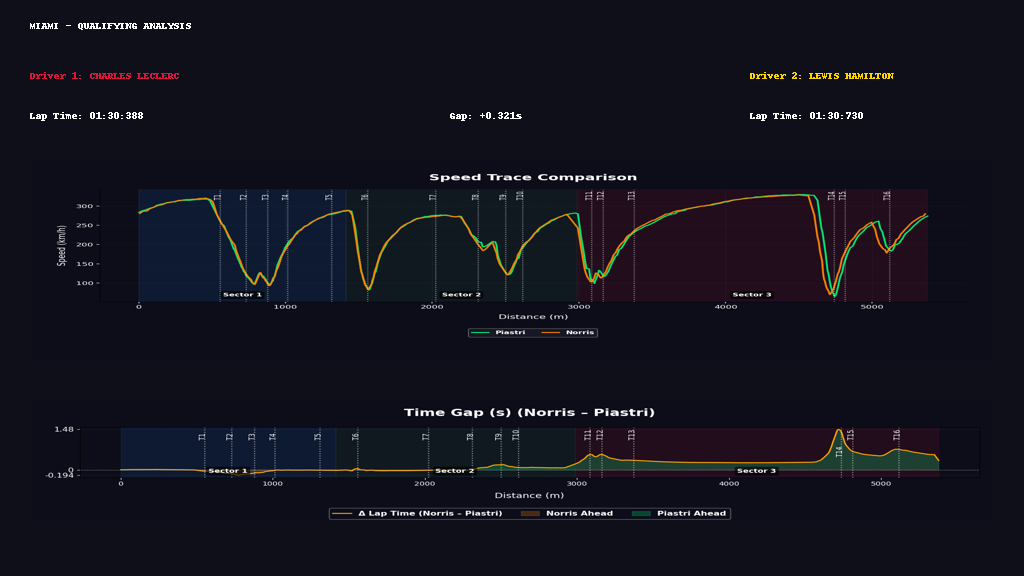 MIAMI - QUALIFYING ANALYSIS
Driver 1: CHARLES LECLERC
Driver 2: LEWIS HAMILTON
Lap Time: 01:30:388
Gap: +0.321s
Lap Time: 01:30:730
Speed Trace Comparison
T1 T2 T3 T4 T5 T6 T7 T8 T9 T10 T11 T12 T13 T14 T15 T16
Speed (km/h)
300
250
200
150
100
Sector 1 Sector 2 Sector 3
0 1000 2000 3000 4000 5000
Distance (m)
Piastri Norris
Time Gap (s) (Norris – Piastri)
T1 T2 T3 T4 T5 T6 T7 T8 T9 T10 T11 T12 T13 T14 T15 T16
1.48
0
-0.194
Sector 1 Sector 2 Sector 3
0 1000 2000 3000 4000 5000
Distance (m)
Δ Lap Time (Norris – Piastri) Norris Ahead Piastri Ahead